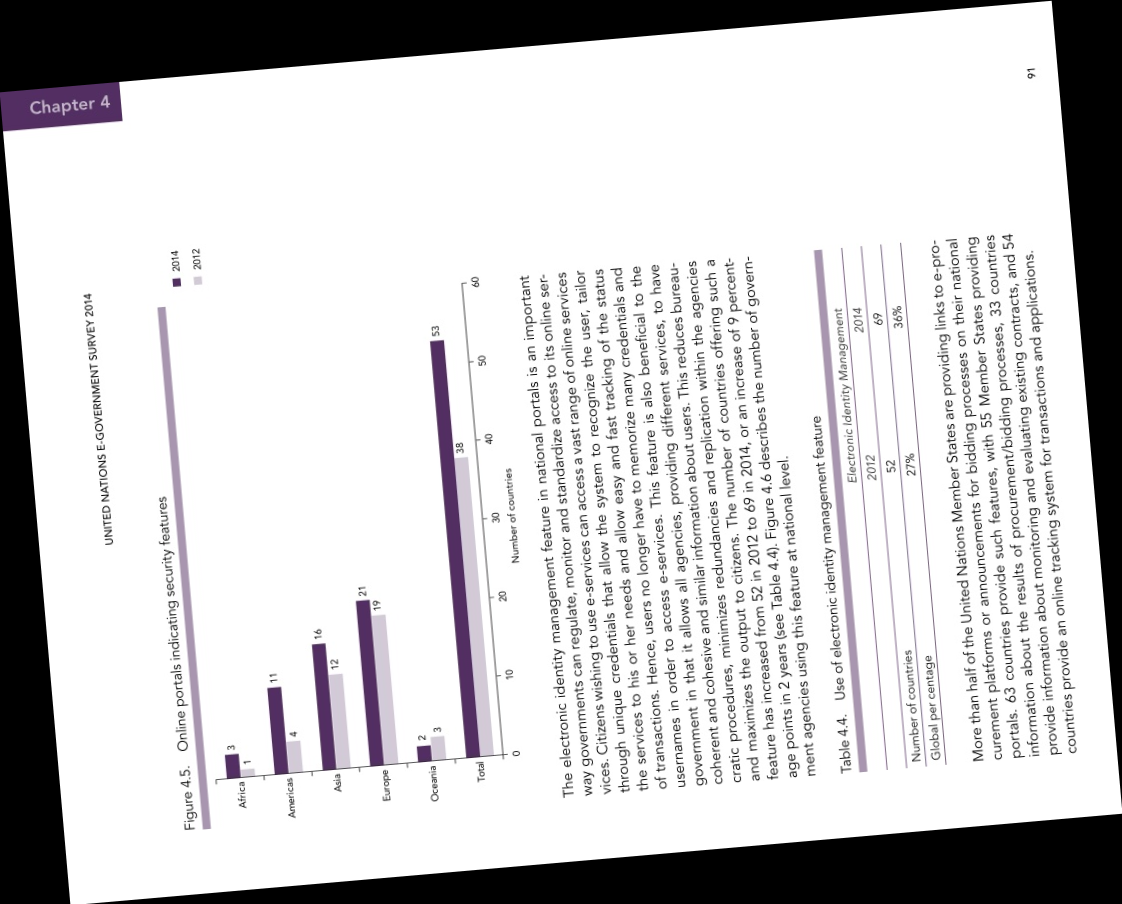 Chapter 4
UNITED NATIONS E-GOVERNMENT SURVEY 2014
Figure 4.5. Online portals indicating security features
2014
2012
Africa 3 1
Americas 11 4
Asia 16 12
Europe 21 19
Oceania 2 3
Total 53 38
0 10 20 30 40 50 60
Number of countries
The electronic identity management feature in national portals is an important
way governments can regulate, monitor and standardize access to its online ser-
vices. Citizens wishing to use e-services can access a vast range of online services
through unique credentials that allow the system to recognize the user, tailor
the services to his or her needs and allow easy and fast tracking of the status
of transactions. Hence, users no longer have to memorize many credentials and
usernames in order to access e-services. This feature is also beneficial to the
government in that it allows all agencies, providing different services, to have
coherent and cohesive and similar information about users. This reduces bureau-
cratic procedures, minimizes redundancies and replication within the agencies
and maximizes the output to citizens. The number of countries offering such a
feature has increased from 52 in 2012 to 69 in 2014, or an increase of 9 percent-
age points in 2 years (see Table 4.4). Figure 4.6 describes the number of govern-
ment agencies using this feature at national level.
Table 4.4. Use of electronic identity management feature
Electronic Identity Management
2012 2014
Number of countries 52 69
Global per centage 27% 36%
More than half of the United Nations Member States are providing links to e-pro-
curement platforms or announcements for bidding processes on their national
portals. 63 countries provide such features, with 55 Member States providing
information about the results of procurement/bidding processes, 33 countries
provide information about monitoring and evaluating existing contracts, and 54
countries provide an online tracking system for transactions and applications.
91